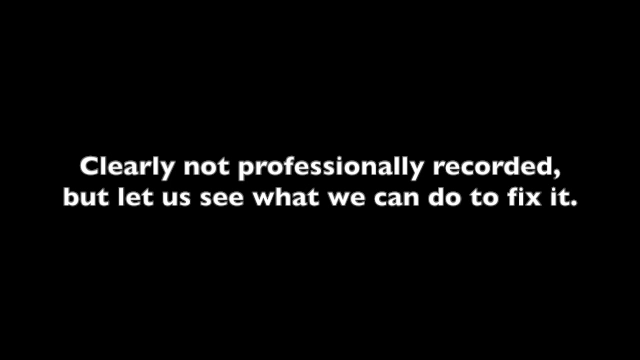 Clearly not professionally recorded,
but let us see what we can do to fix it.